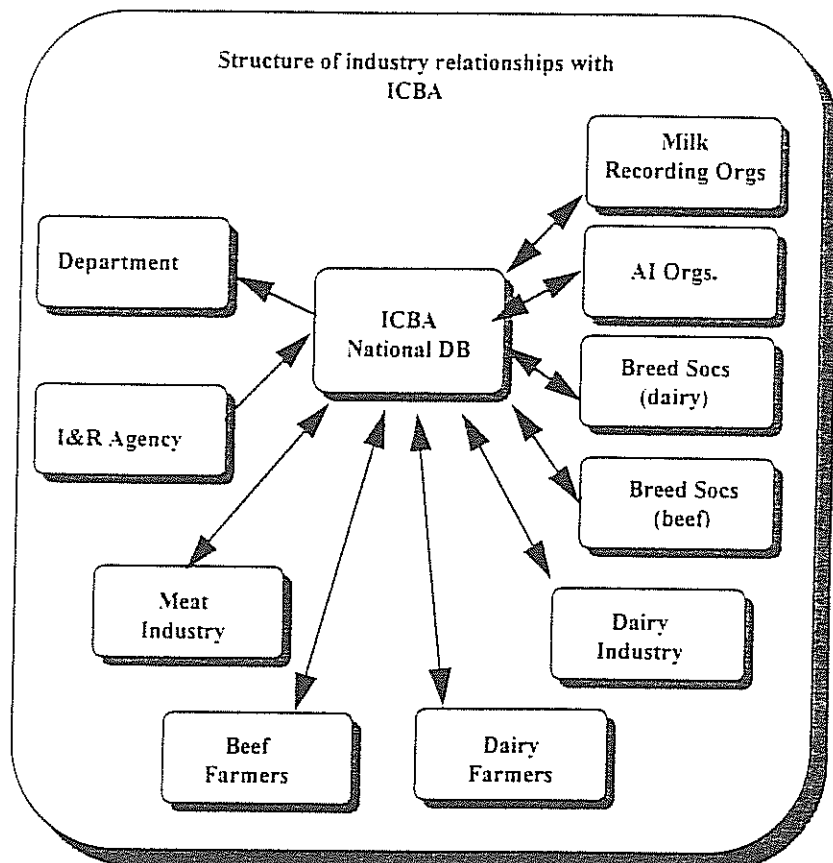 Structure of industry relationships with
ICBA
Milk
Recording Orgs
Department
AI Orgs.
ICBA
National DB
Breed Socs
(dairy)
I&R Agency
Breed Socs
(beef)
Meat
Industry
Dairy
Industry
Beef
Farmers
Dairy
Farmers